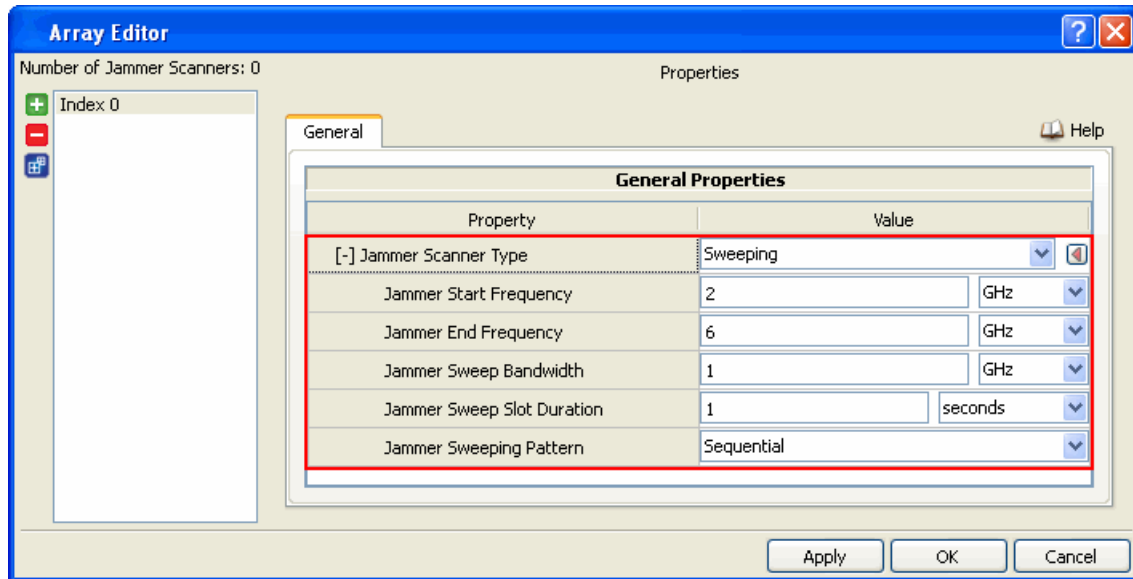 Array Editor
Number of Jammer Scanners: 0
Properties
Index 0
General
Help
General Properties
Property Value
[-] Jammer Scanner Type Sweeping
Jammer Start Frequency 2 GHz
Jammer End Frequency 6 GHz
Jammer Sweep Bandwidth 1 GHz
Jammer Sweep Slot Duration 1 seconds
Jammer Sweeping Pattern Sequential
Apply OK Cancel